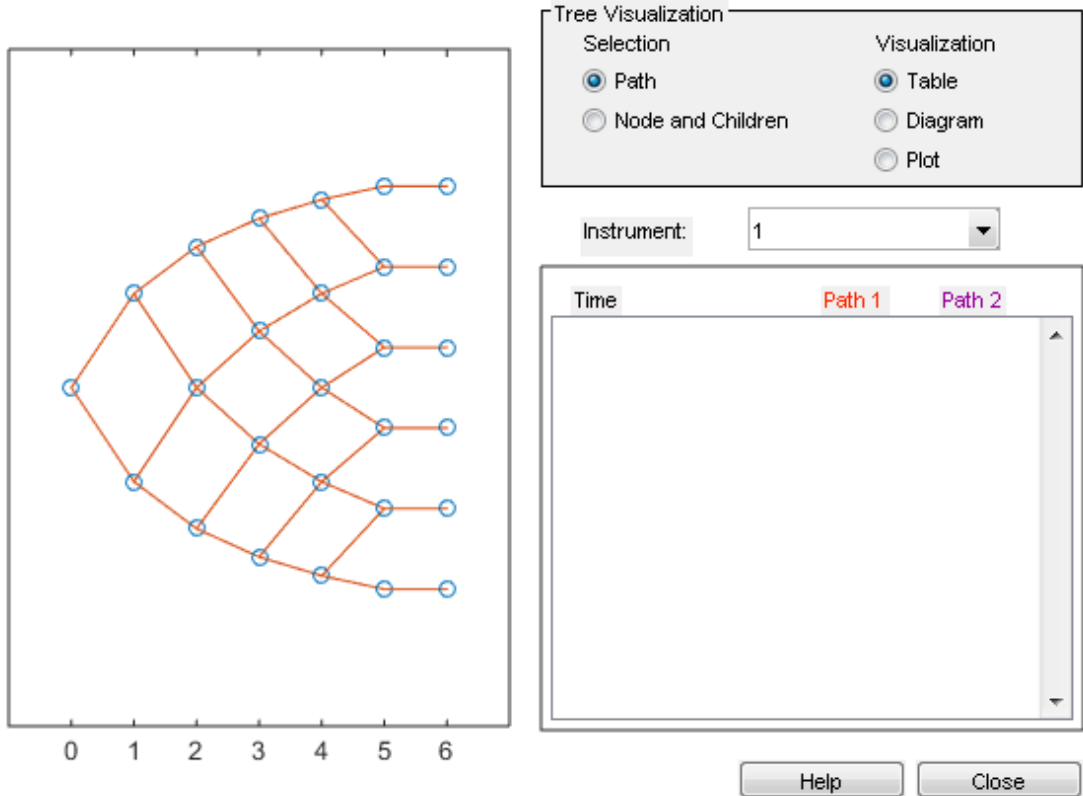 Tree Visualization
Selection Visualization
Path Table
Node and Children Diagram
Plot
Instrument: 1
Time Path 1 Path 2
0 1 2 3 4 5 6
Help Close